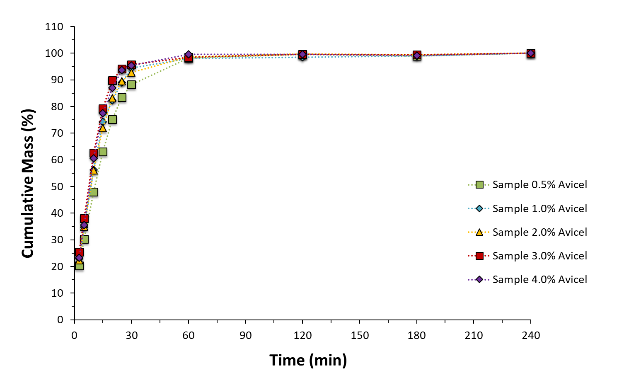 110
100
90
80
70
60
50
40
30
20
10
0
Cumulative Mass (%)
Sample 0.5% Avicel
Sample 1.0% Avicel
Sample 2.0% Avicel
Sample 3.0% Avicel
Sample 4.0% Avicel
0 30 60 90 120 150 180 210 240
Time (min)